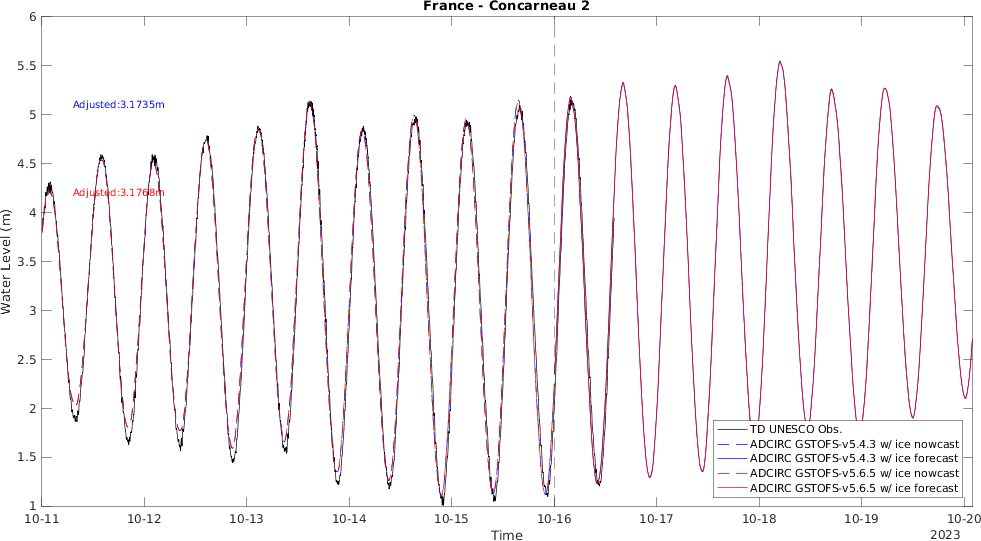 France - Concarneau 2
6
5.5
5
4.5
4
3.5
3
2.5
2
1.5
1
Water Level (m)
Adjusted:3.1735m
Adjusted:3.1768m
TD UNESCO Obs.
ADCIRC GSTOFS-v5.4.3 w/ ice nowcast
ADCIRC GSTOFS-v5.4.3 w/ ice forecast
ADCIRC GSTOFS-v5.6.5 w/ ice nowcast
ADCIRC GSTOFS-v5.6.5 w/ ice forecast
10-11 10-12 10-13 10-14 10-15 10-16 10-17 10-18 10-19 10-20
2023
Time